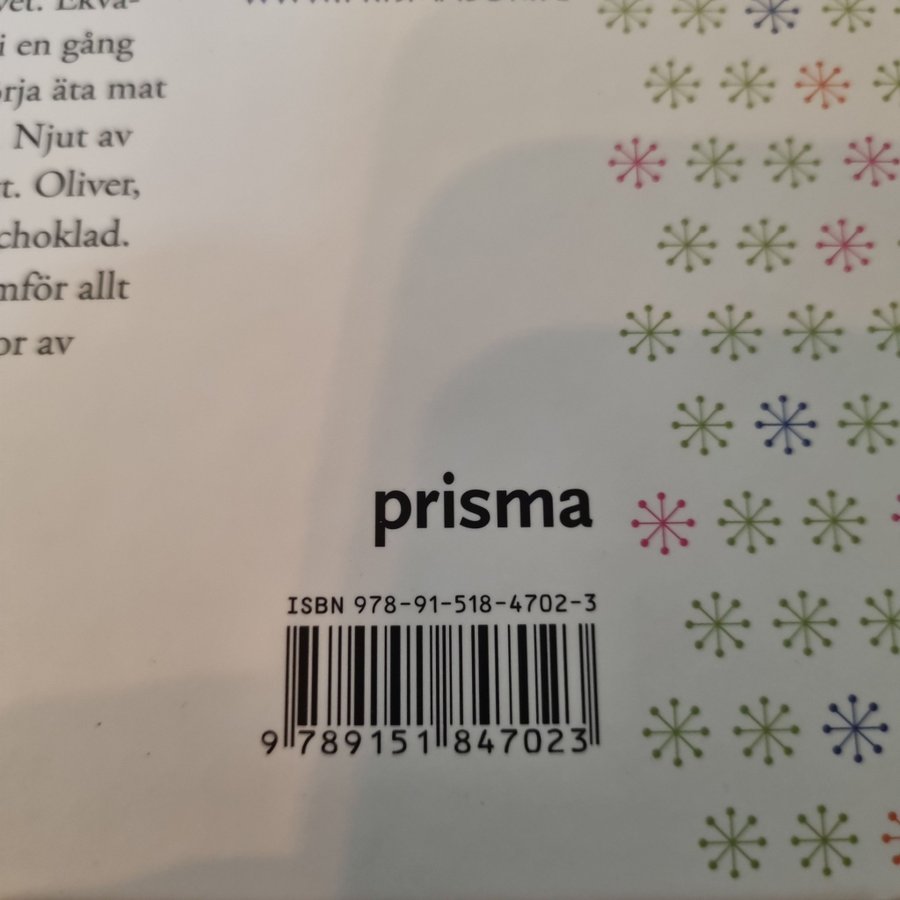 i en gång
rja äta mat
Njut av
t. Oliver,
choklad.
mför allt
or av
prisma
ISBN 978-91-518-4702-3
9 789151 847023